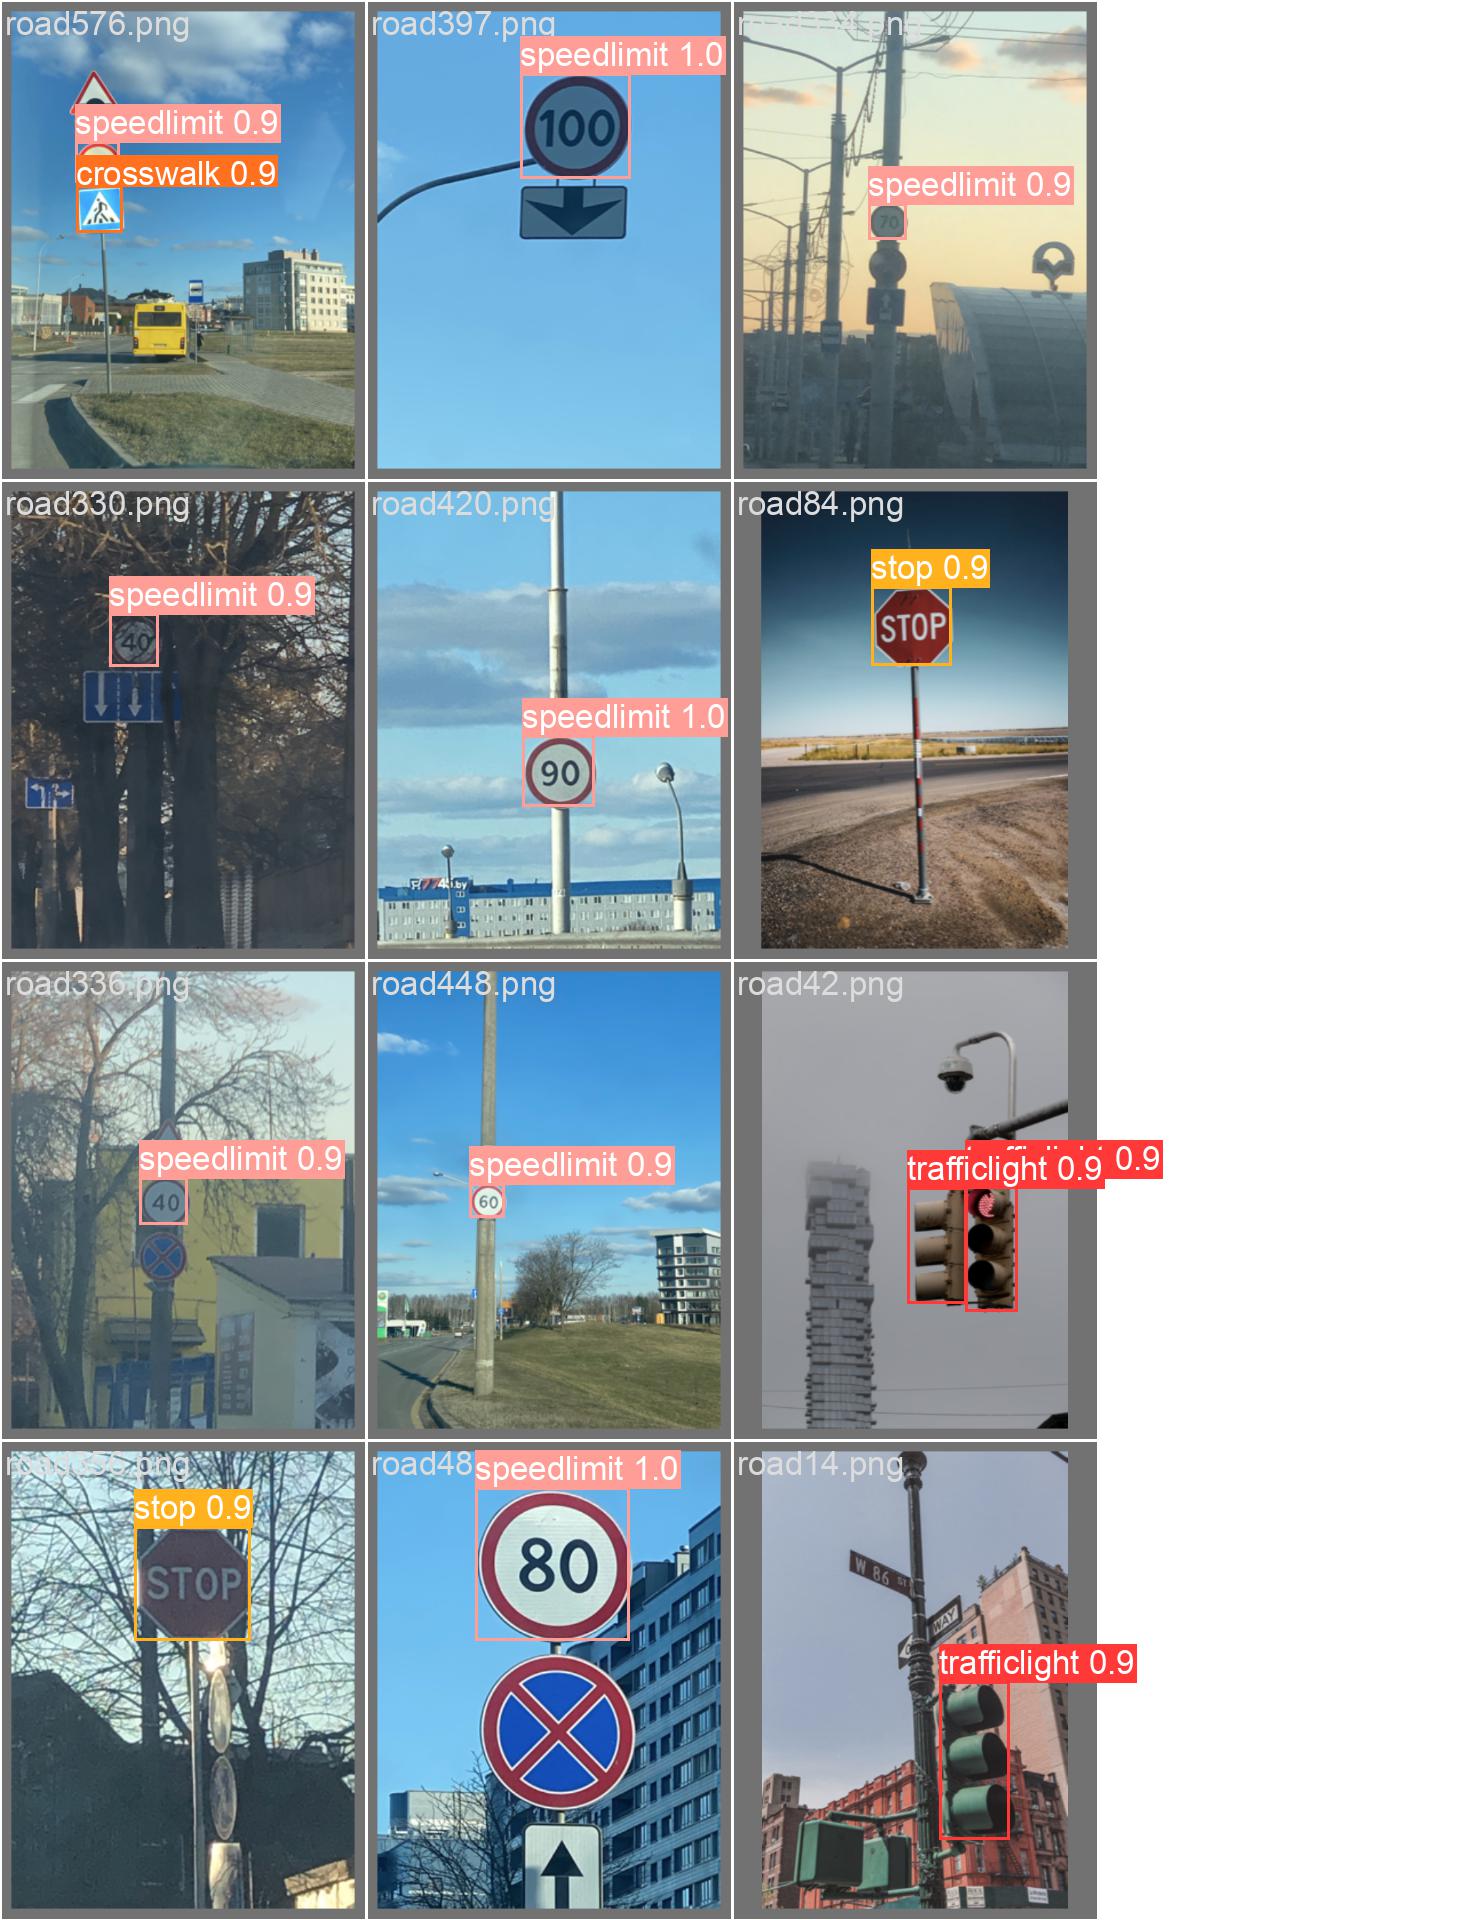 road576.png
speedlimit 0.9
crosswalk 0.9
road397.png
speedlimit 1.0
100
speedlimit 0.9
70
road330.png
speedlimit 0.9
40
road420.png
speedlimit 1.0
90
road84.png
stop 0.9
STOP
road336.png
speedlimit 0.9
40
road448.png
speedlimit 0.9
60
road42.png
trafficlight 0.9
0.9
stop 0.9
STOP
road48
speedlimit 1.0
80
road14.png
W 86 ST
WAY
trafficlight 0.9